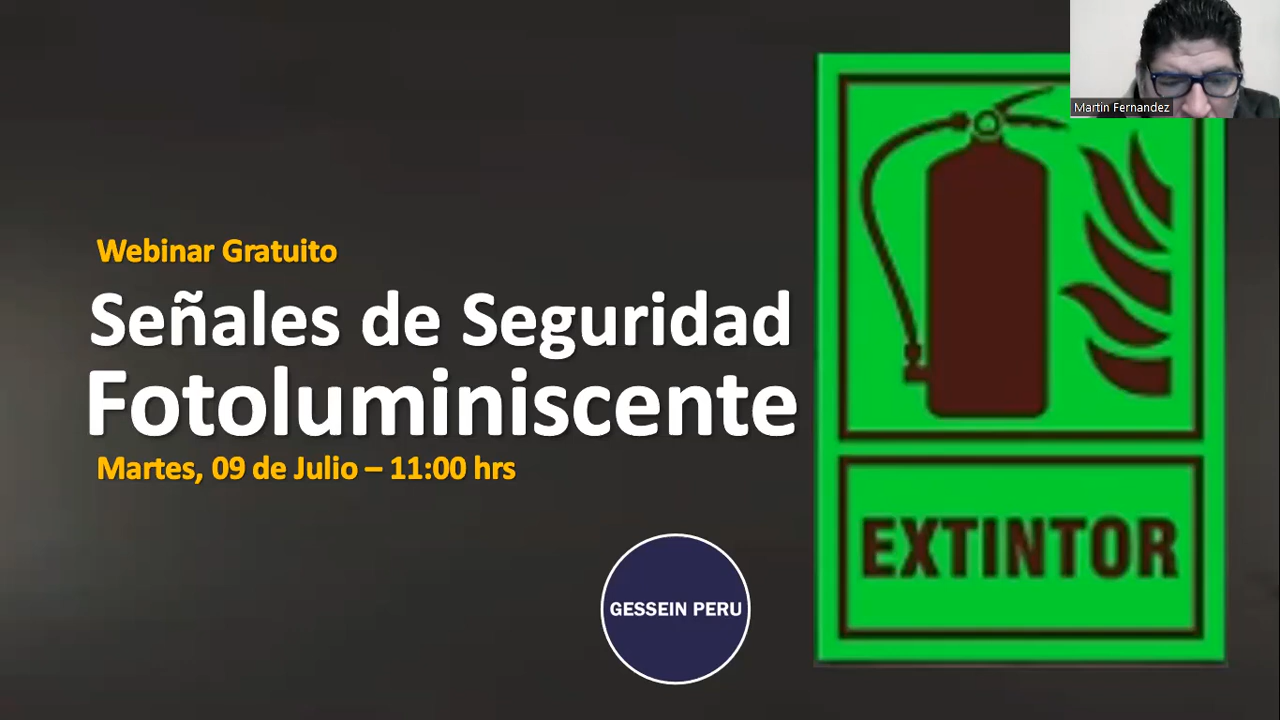 Martin Fernandez
Webinar Gratuito
Señales de Seguridad
Fotoluminiscente
Martes, 09 de Julio – 11:00 hrs
EXTINTOR
GESSEIN PERU